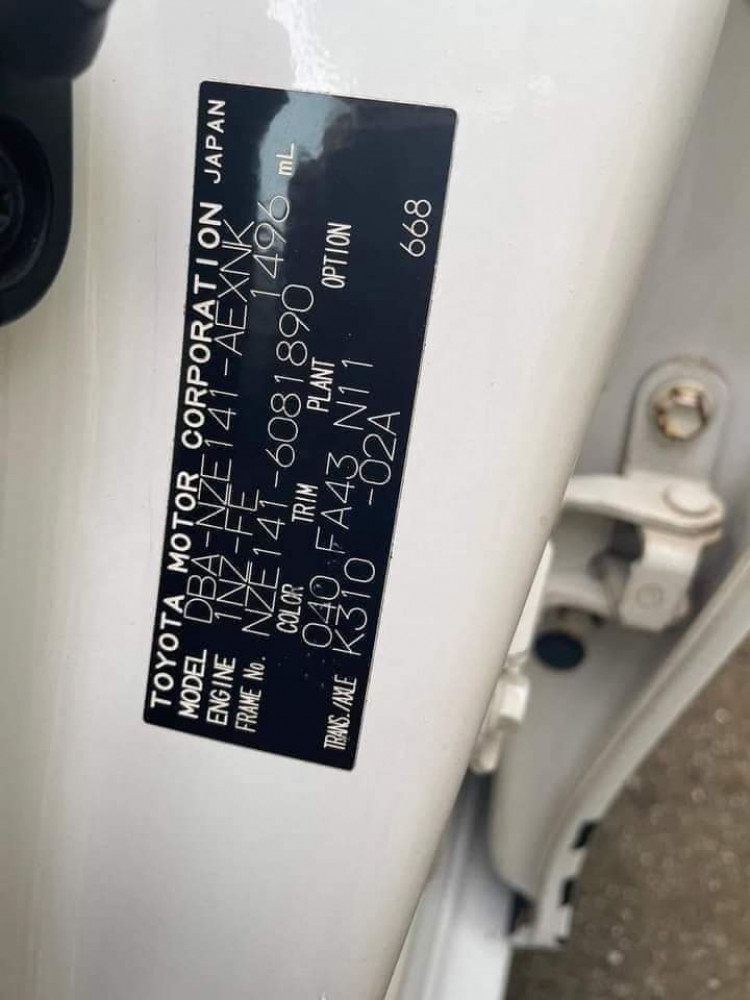 TOYOTA MOTOR CORPORATION JAPAN
MODEL DBA-NZE141-AEXNK
ENGINE 1NZ-FE 1496 mL
FRAME No. NZE141-6081890
COLOR TRIM PLANT OPTION
040 FA43 N11
TRANS./AXLE K310 -02A 668